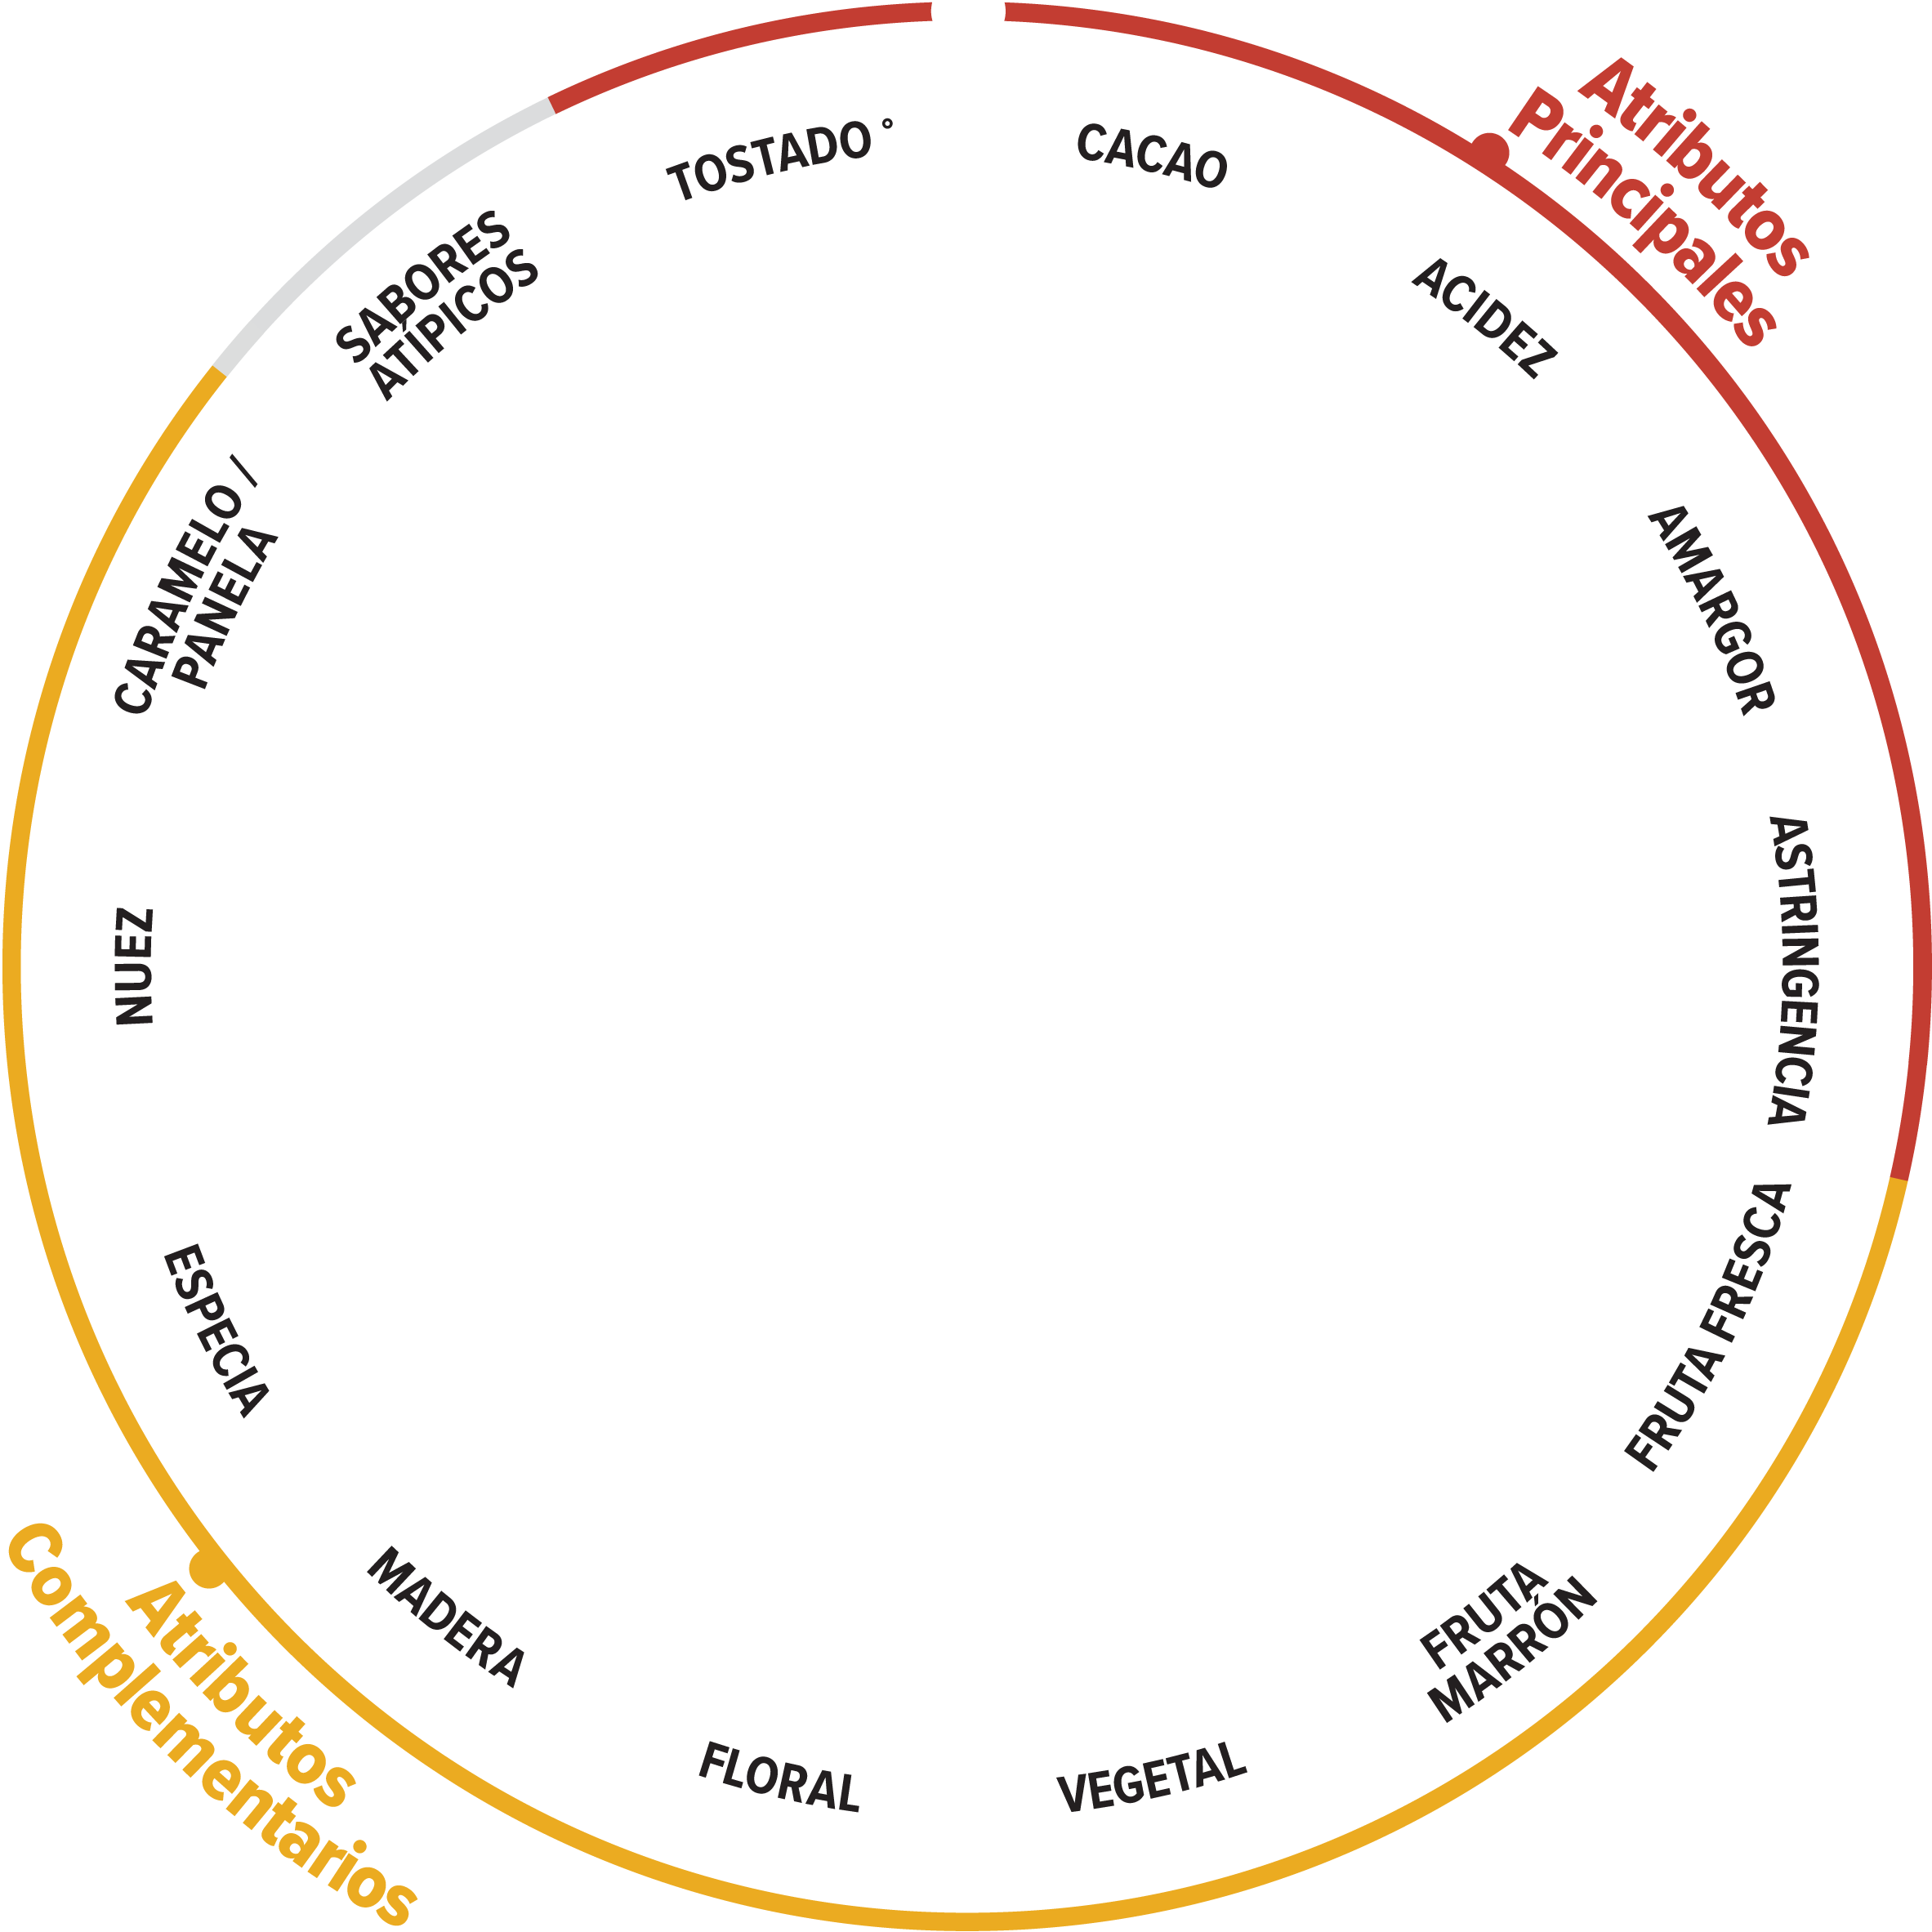 Atributos
Principales
CACAO
ACIDEZ
AMARGOR
ASTRINGENCIA
FRUTA FRESCA
FRUTA
MARRÓN
VEGETAL
FLORAL
MADERA
ESPECIA
NUEZ
CARAMELO /
PANELA
SABORES
ATÍPICOS
TOSTADO°
Atributos
Complementarios